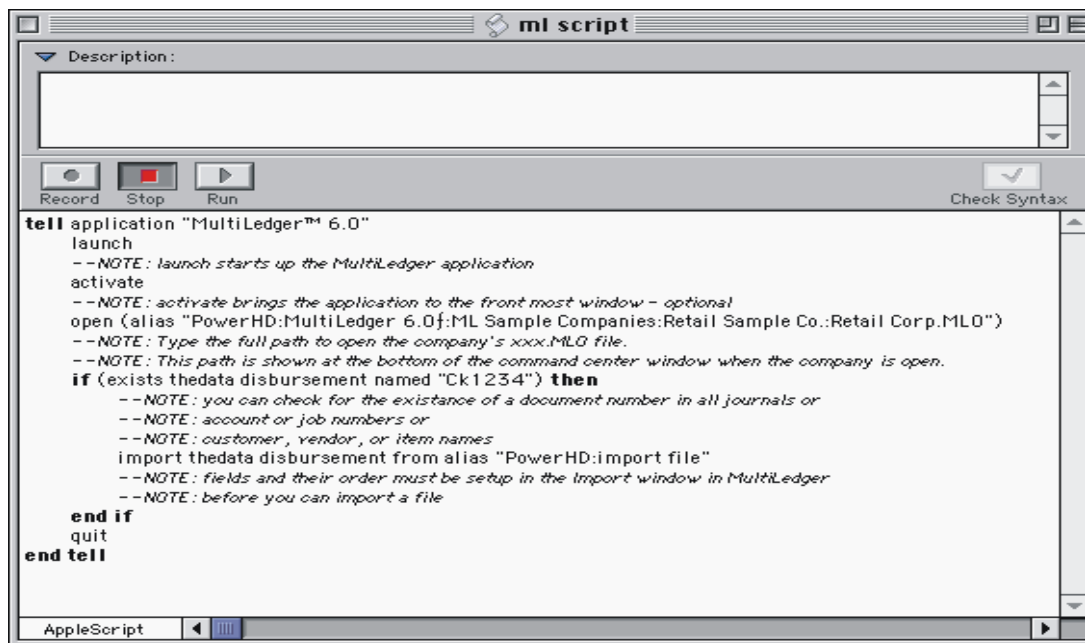 ml script
Description:
Record Stop Run Check Syntax
tell application "MultiLedger™ 6.0"
launch
--NOTE: launch starts up the MultiLedger application
activate
--NOTE: activate brings the application to the front most window - optional
open (alias "PowerHD:MultiLedger 6.0ƒ:ML Sample Companies:Retail Sample Co.:Retail Corp.ML0")
--NOTE: Type the full path to open the company's xxx.ML0 file.
--NOTE: This path is shown at the bottom of the command center window when the company is open.
if (exists thedata disbursement named "Ck1234") then
--NOTE: you can check for the existance of a document number in all journals or
--NOTE: account or job numbers or
--NOTE: customer, vendor, or item names
import thedata disbursement from alias "PowerHD:import file"
--NOTE: fields and their order must be setup in the Import window in MultiLedger
--NOTE: before you can import a file
end if
quit
end tell
AppleScript